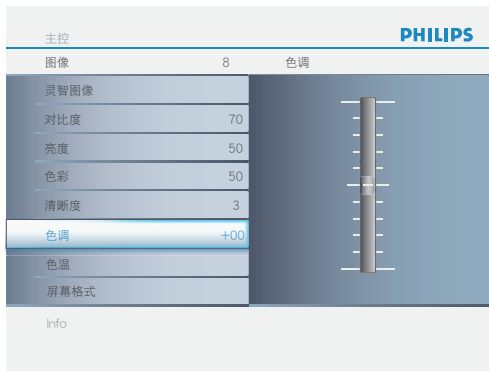 主控
PHILIPS
图像 8 色调
灵智图像
对比度 70
亮度 50
色彩 50
清晰度 3
色调 +00
色温
屏幕格式
Info